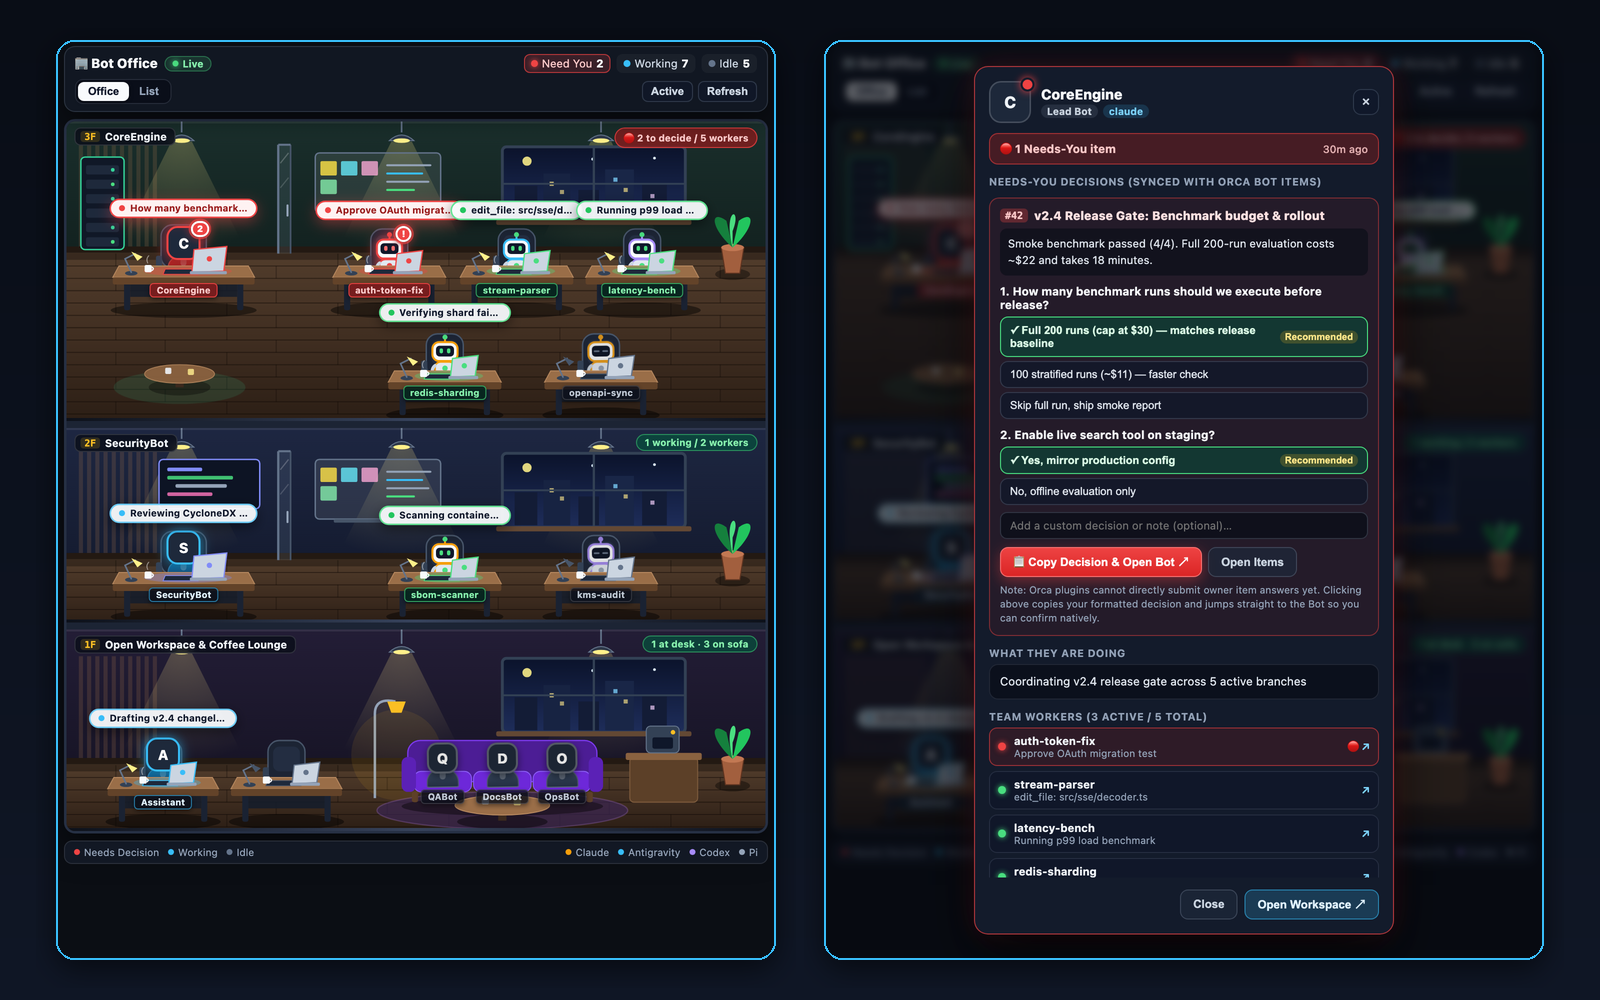 Bot Office
Live
Need You 2
Working 7
Idle 5
Office
List
Active
Refresh
3F CoreEngine
2 to decide / 5 workers
How many benchmark...
Approve OAuth migrat...
edit_file: src/sse/d...
Running p99 load ...
C
2
!
CoreEngine
auth-token-fix
stream-parser
latency-bench
Verifying shard fai...
redis-sharding
openapi-sync
2F SecurityBot
1 working / 2 workers
Reviewing CycloneDX ...
Scanning containe...
S
SecurityBot
sbom-scanner
kms-audit
1F Open Workspace & Coffee Lounge
1 at desk · 3 on sofa
Drafting v2.4 changel...
A
Q
D
O
Assistant
QABot
DocsBot
OpsBot
Needs Decision
Working
Idle
Claude
Antigravity
Codex
Pi
C
CoreEngine
Lead Bot
claude
×
1 Needs-You item
30m ago
NEEDS-YOU DECISIONS (SYNCED WITH ORCA BOT ITEMS)
#42 v2.4 Release Gate: Benchmark budget & rollout
Smoke benchmark passed (4/4). Full 200-run evaluation costs
~$22 and takes 18 minutes.
1. How many benchmark runs should we execute before
release?
✓ Full 200 runs (cap at $30) — matches release
baseline
Recommended
100 stratified runs (~$11) — faster check
Skip full run, ship smoke report
2. Enable live search tool on staging?
✓ Yes, mirror production config
Recommended
No, offline evaluation only
Add a custom decision or note (optional)...
Copy Decision & Open Bot ↗
Open Items
Note: Orca plugins cannot directly submit owner item answers yet. Clicking
above copies your formatted decision and jumps straight to the Bot so you
can confirm natively.
WHAT THEY ARE DOING
Coordinating v2.4 release gate across 5 active branches
TEAM WORKERS (3 ACTIVE / 5 TOTAL)
auth-token-fix
Approve OAuth migration test
stream-parser
edit_file: src/sse/decoder.ts
latency-bench
Running p99 load benchmark
redis-sharding
Close
Open Workspace ↗